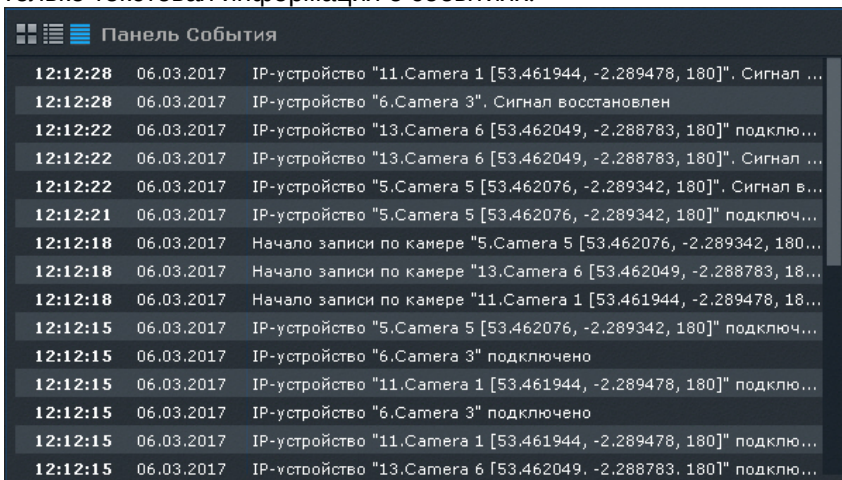 только текстовая информация о событиях.
Панель События
12:12:28 06.03.2017 IP-устройство "11.Camera 1 [53.461944, -2.289478, 180]". Сигнал ...
12:12:28 06.03.2017 IP-устройство "6.Camera 3". Сигнал восстановлен
12:12:22 06.03.2017 IP-устройство "13.Camera 6 [53.462049, -2.288783, 180]" подклю...
12:12:22 06.03.2017 IP-устройство "13.Camera 6 [53.462049, -2.288783, 180]". Сигнал ...
12:12:22 06.03.2017 IP-устройство "5.Camera 5 [53.462076, -2.289342, 180]". Сигнал в...
12:12:21 06.03.2017 IP-устройство "5.Camera 5 [53.462076, -2.289342, 180]" подключ...
12:12:18 06.03.2017 Начало записи по камере "5.Camera 5 [53.462076, -2.289342, 180...
12:12:18 06.03.2017 Начало записи по камере "13.Camera 6 [53.462049, -2.288783, 18...
12:12:18 06.03.2017 Начало записи по камере "11.Camera 1 [53.461944, -2.289478, 18...
12:12:15 06.03.2017 IP-устройство "5.Camera 5 [53.462076, -2.289342, 180]" подключ...
12:12:15 06.03.2017 IP-устройство "6.Camera 3" подключено
12:12:15 06.03.2017 IP-устройство "11.Camera 1 [53.461944, -2.289478, 180]" подклю...
12:12:15 06.03.2017 IP-устройство "6.Camera 3" подключено
12:12:15 06.03.2017 IP-устройство "11.Camera 1 [53.461944, -2.289478, 180]" подклю...
12:12:15 06.03.2017 IP-устройство "13.Camera 6 [53.462049, -2.288783, 180]" подклю...